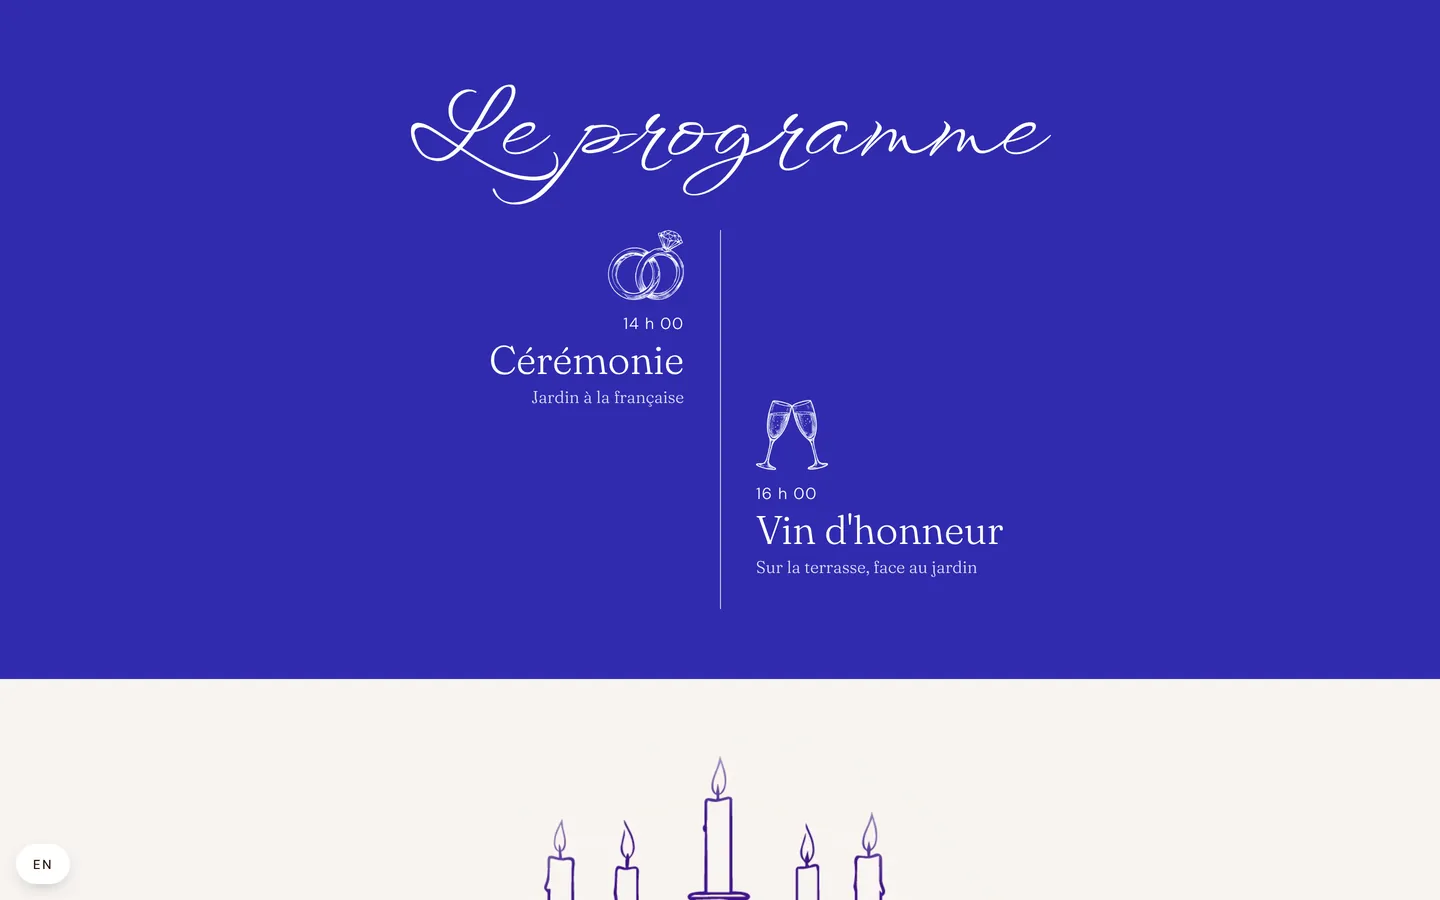 Le programme
14 h 00
Cérémonie
Jardin à la française
16 h 00
Vin d'honneur
Sur la terrasse, face au jardin
EN